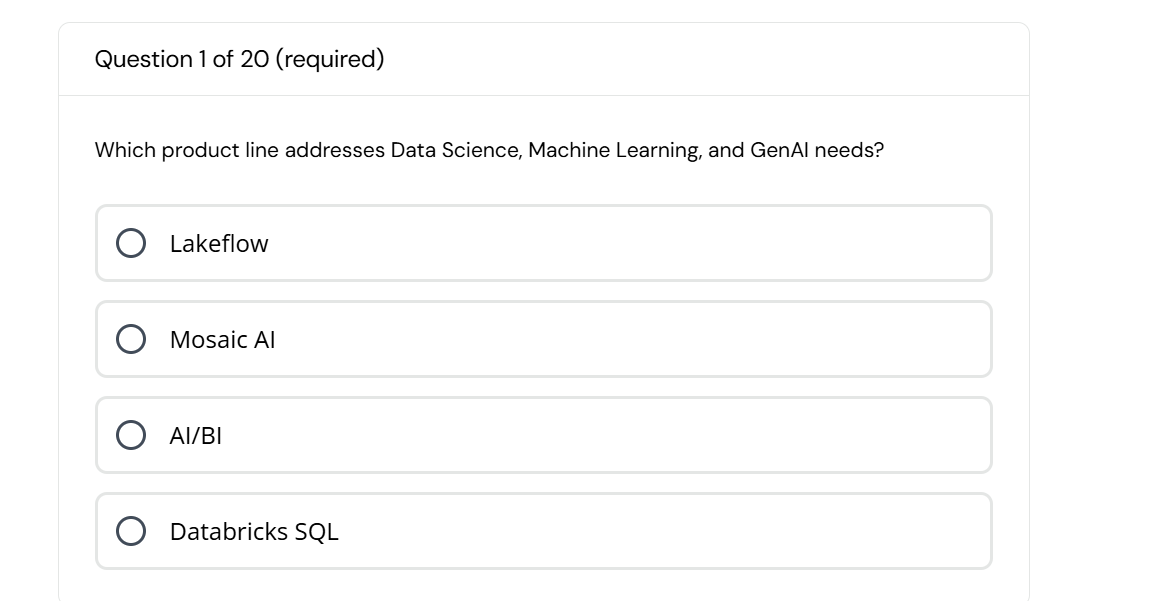 Question 1 of 20 (required)
Which product line addresses Data Science, Machine Learning, and GenAI needs?
Lakeflow
Mosaic AI
AI/BI
Databricks SQL